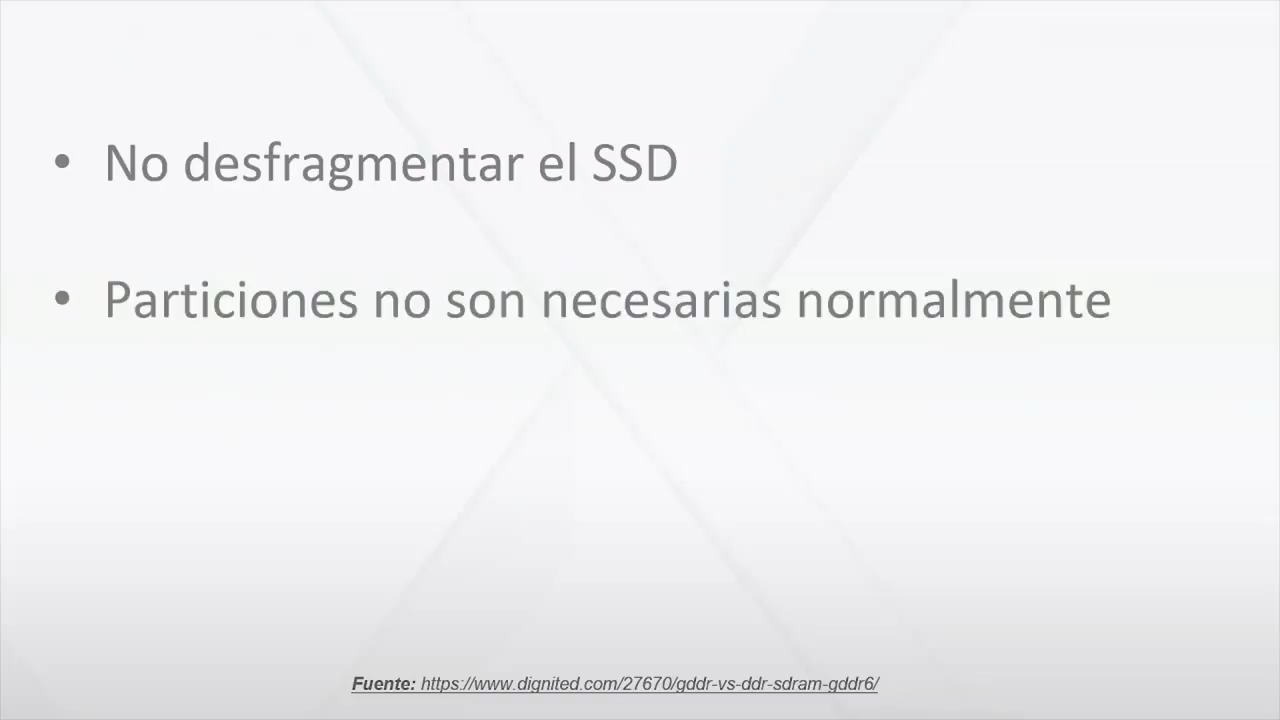 • No desfragmentar el SSD
• Particiones no son necesarias normalmente
Fuente: https://www.dignited.com/27670/gddr-vs-ddr-sdram-gddr6/